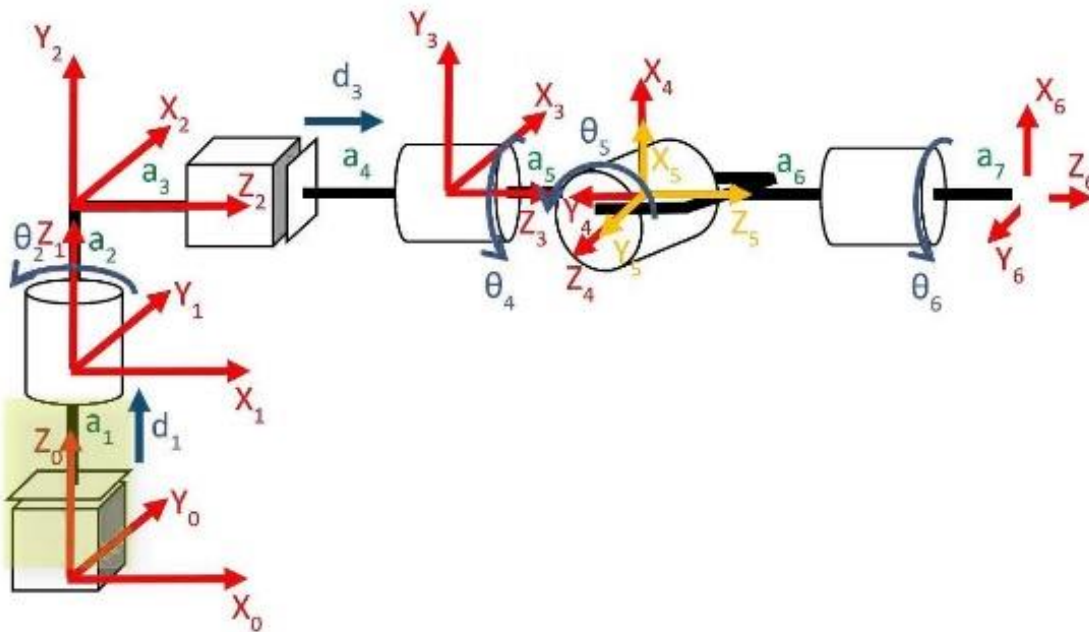 Y₂
Y₃
d₃
X₂
X₃
X₄
X₆
a₃
a₄
θ₅
a₅
X₅
a₆
a₇
Z₂
Z₃
Y₄
Z₅
Z₆
Z₁
θ₂
a₂
Y₅
Y₆
Z₄
θ₄
θ₆
Y₁
X₁
a₁
d₁
Z₀
Y₀
X₀